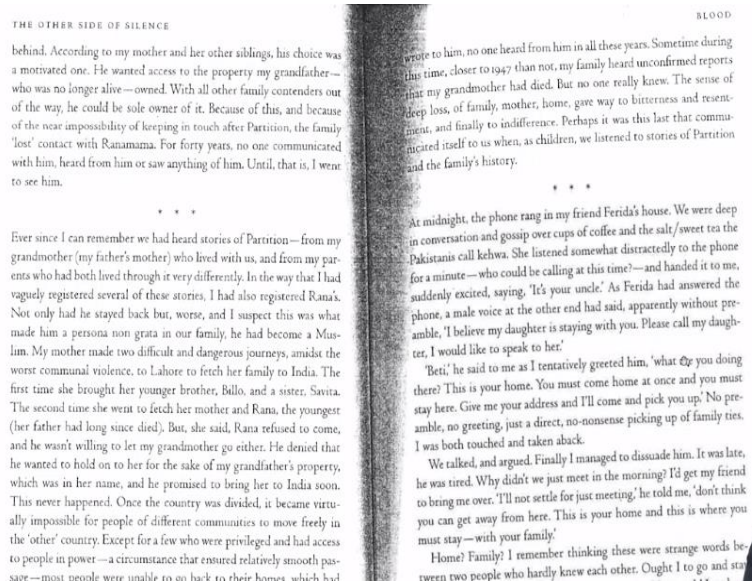 THE OTHER SIDE OF SILENCE
behind. According to my mother and her other siblings, his choice was
a motivated one. He wanted access to the property my grandfather—
who was no longer alive—owned. With all other family contenders out
of the way, he could be sole owner of it. Because of this, and because
of the near impossibility of keeping in touch after Partition, the family
'lost' contact with Ranamama. For forty years, no one communicated
with him, heard from him or saw anything of him. Until, that is, I went
to see him.
* * *
Ever since I can remember we had heard stories of Partition—from my
grandmother (my father's mother) who lived with us, and from my par-
ents who had both lived through it very differently. In the way that I had
vaguely registered several of these stories, I had also registered Rana's.
Not only had he stayed back but, worse, and I suspect this was what
made him a persona non grata in our family, he had become a Mus-
lim. My mother made two difficult and dangerous journeys, amidst the
worst communal violence, to Lahore to fetch her family to India. The
first time she brought her younger brother, Billo, and a sister, Savita.
The second time she went to fetch her mother and Rana, the youngest
(her father had long since died). But, she said, Rana refused to come,
and he wasn't willing to let my grandmother go either. He denied that
he wanted to hold on to her for the sake of my grandfather's property,
which was in her name, and he promised to bring her to India soon.
This never happened. Once the country was divided, it became virtu-
ally impossible for people of different communities to move freely in
the 'other' country. Except for a few who were privileged and had access
to people in power—a circumstance that ensured relatively smooth pas-
sage—most people were unable to go back to their homes, which had
BLOOD
wrote to him, no one heard from him in all these years. Sometime during
this time, closer to 1947 than not, my family heard unconfirmed reports
that my grandmother had died. But no one really knew. The sense of
deep loss, of family, mother, home, gave way to bitterness and resent-
ment, and finally to indifference. Perhaps it was this last that commu-
nicated itself to us when, as children, we listened to stories of Partition
and the family's history.
* * *
At midnight, the phone rang in my friend Ferida's house. We were deep
in conversation and gossip over cups of coffee and the salt/sweet tea the
Pakistanis call kehwa. She listened somewhat distractedly to the phone
for a minute—who could be calling at this time?—and handed it to me,
suddenly excited, saying, 'It's your uncle.' As Ferida had answered the
phone, a male voice at the other end had said, apparently without pre-
amble, 'I believe my daughter is staying with you. Please call my daugh-
ter, I would like to speak to her.'
'Beti,' he said to me as I tentatively greeted him, 'what are you doing
there? This is your home. You must come home at once and you must
stay here. Give me your address and I'll come and pick you up.' No pre-
amble, no greeting, just a direct, no-nonsense picking up of family ties.
I was both touched and taken aback.
We talked, and argued. Finally I managed to dissuade him. It was late,
he was tired. Why didn't we just meet in the morning? I'd get my friend
to bring me over. 'I'll not settle for just meeting,' he told me, 'don't think
you can get away from here. This is your home and this is where you
must stay—with your family.'
Home? Family? I remember thinking these were strange words be-
tween two people who hardly knew each other. Ought I to go and stay